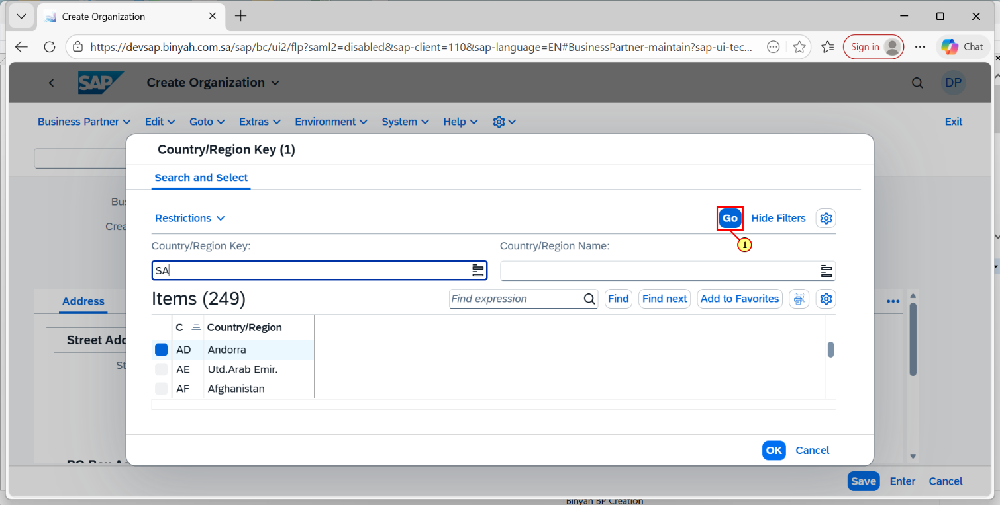 Create Organization
https://devsap.binyah.com.sa/sap/bc/ui2/flp?saml2=disabled&sap-client=110&sap-language=EN#BusinessPartner-maintain?sap-ui-tec...
Sign in
Chat
SAP
Create Organization
DP
Business Partner
Edit
Goto
Extras
Environment
System
Help
Exit
Country/Region Key (1)
Search and Select
Bus
Restrictions
Go
Hide Filters
Crea
1
Country/Region Key:
Country/Region Name:
SA
Items (249)
Find expression
Find
Find next
Add to Favorites
Address
C
Country/Region
Street Add
AD
Andorra
St
AE
Utd.Arab Emir.
AF
Afghanistan
OK
Cancel
PO Box Ad
Save
Enter
Cancel
Binyan BP Creation